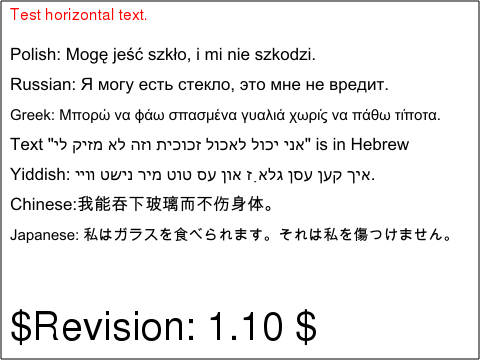 Test horizontal text.
Polish: Mogę jeść szkło, i mi nie szkodzi.
Russian: Я могу есть стекло, это мне не вредит.
Greek: Μπορώ να φάω σπασμένα γυαλιά χωρίς να πάθω τίποτα.
Text "אני יכול לאכול זכוכית וזה לא מזיק לי" is in Hebrew
Yiddish: איך קען עסן גלאָז און עס טוט מיר נישט װײ.
Chinese:我能吞下玻璃而不伤身体。
Japanese: 私はガラスを食べられます。それは私を傷つけません。
$Revision: 1.10 $